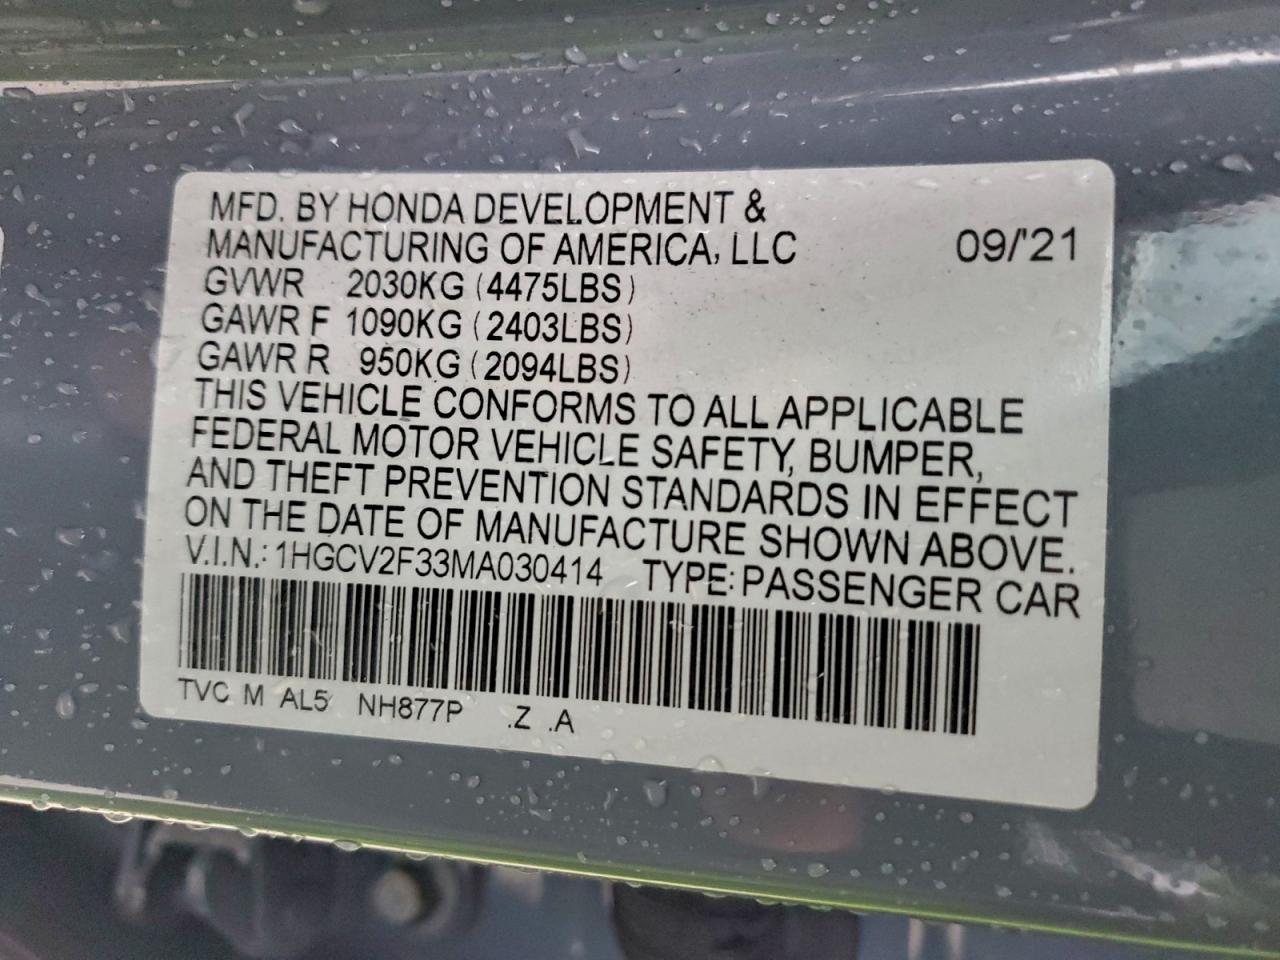 MFD. BY HONDA DEVELOPMENT &
MANUFACTURING OF AMERICA, LLC 09/'21
GVWR 2030KG (4475LBS)
GAWR F 1090KG (2403LBS)
GAWR R 950KG (2094LBS)
THIS VEHICLE CONFORMS TO ALL APPLICABLE
FEDERAL MOTOR VEHICLE SAFETY, BUMPER,
AND THEFT PREVENTION STANDARDS IN EFFECT
ON THE DATE OF MANUFACTURE SHOWN ABOVE.
V.I.N.: 1HGCV2F33MA030414 TYPE: PASSENGER CAR
TVC M AL5 NH877P .Z .A